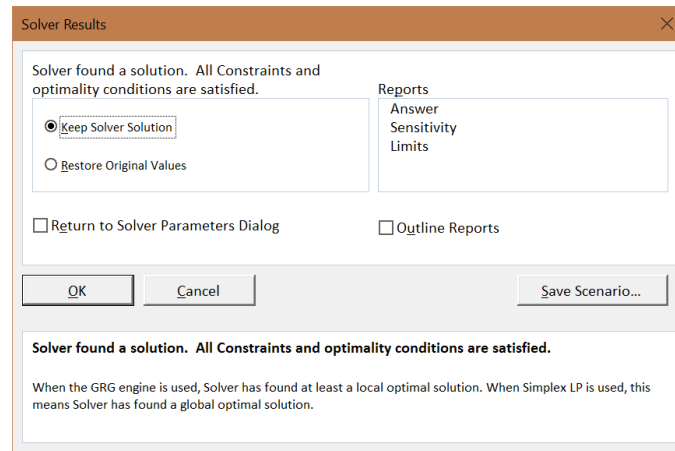 Solver Results
Solver found a solution. All Constraints and
optimality conditions are satisfied.
Keep Solver Solution
Restore Original Values
Reports
Answer
Sensitivity
Limits
Return to Solver Parameters Dialog
Outline Reports
OK
Cancel
Save Scenario...
Solver found a solution. All Constraints and optimality conditions are satisfied.
When the GRG engine is used, Solver has found at least a local optimal solution. When Simplex LP is used, this
means Solver has found a global optimal solution.